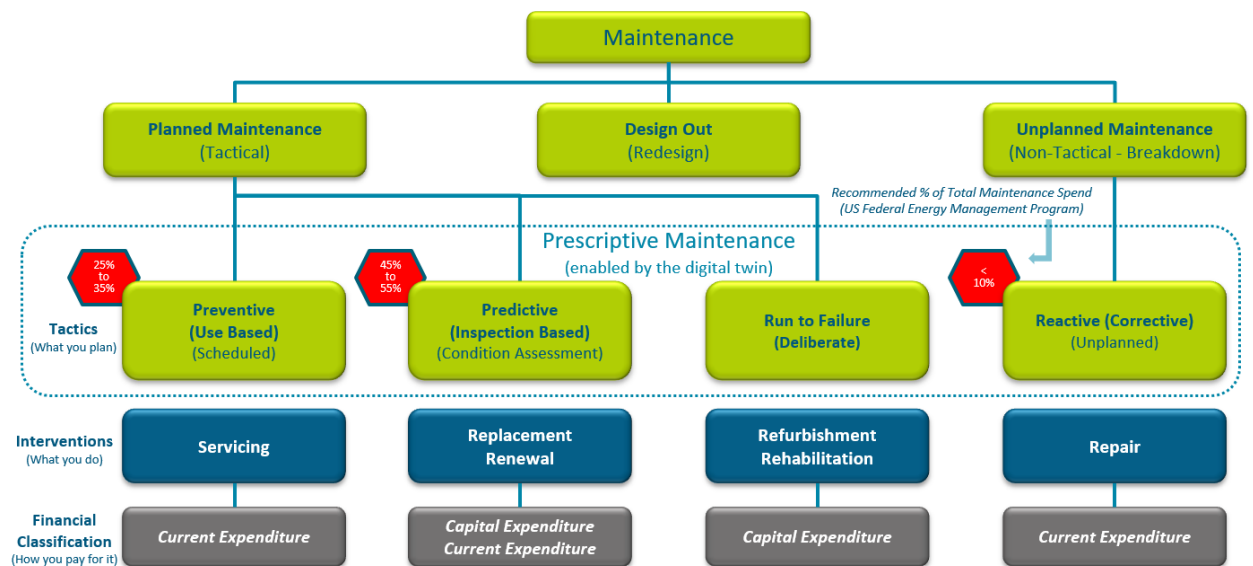 Maintenance
Planned Maintenance
(Tactical)
Design Out
(Redesign)
Unplanned Maintenance
(Non-Tactical - Breakdown)
Recommended % of Total Maintenance Spend
(US Federal Energy Management Program)
Prescriptive Maintenance
(enabled by the digital twin)
25%
to
35%
45%
to
55%
<
10%
Tactics
(What you plan)
Preventive
(Use Based)
(Scheduled)
Predictive
(Inspection Based)
(Condition Assessment)
Run to Failure
(Deliberate)
Reactive (Corrective)
(Unplanned)
Interventions
(What you do)
Servicing
Replacement
Renewal
Refurbishment
Rehabilitation
Repair
Financial
Classification
(How you pay for it)
Current Expenditure
Capital Expenditure
Current Expenditure
Capital Expenditure
Current Expenditure